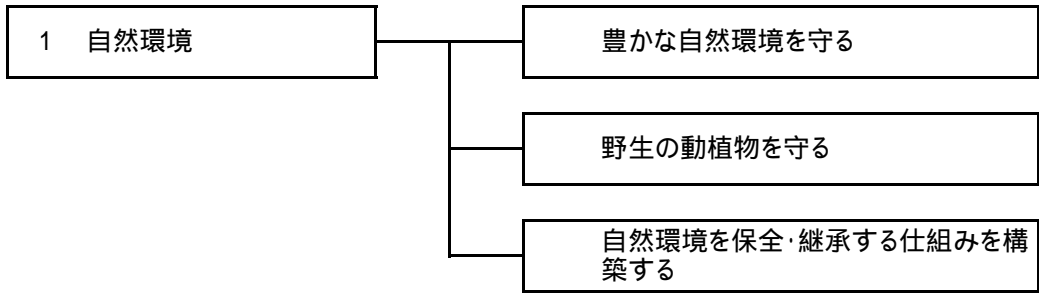 1 自然環境
豊かな自然環境を守る
野生の動植物を守る
自然環境を保全・継承する仕組みを構
築する